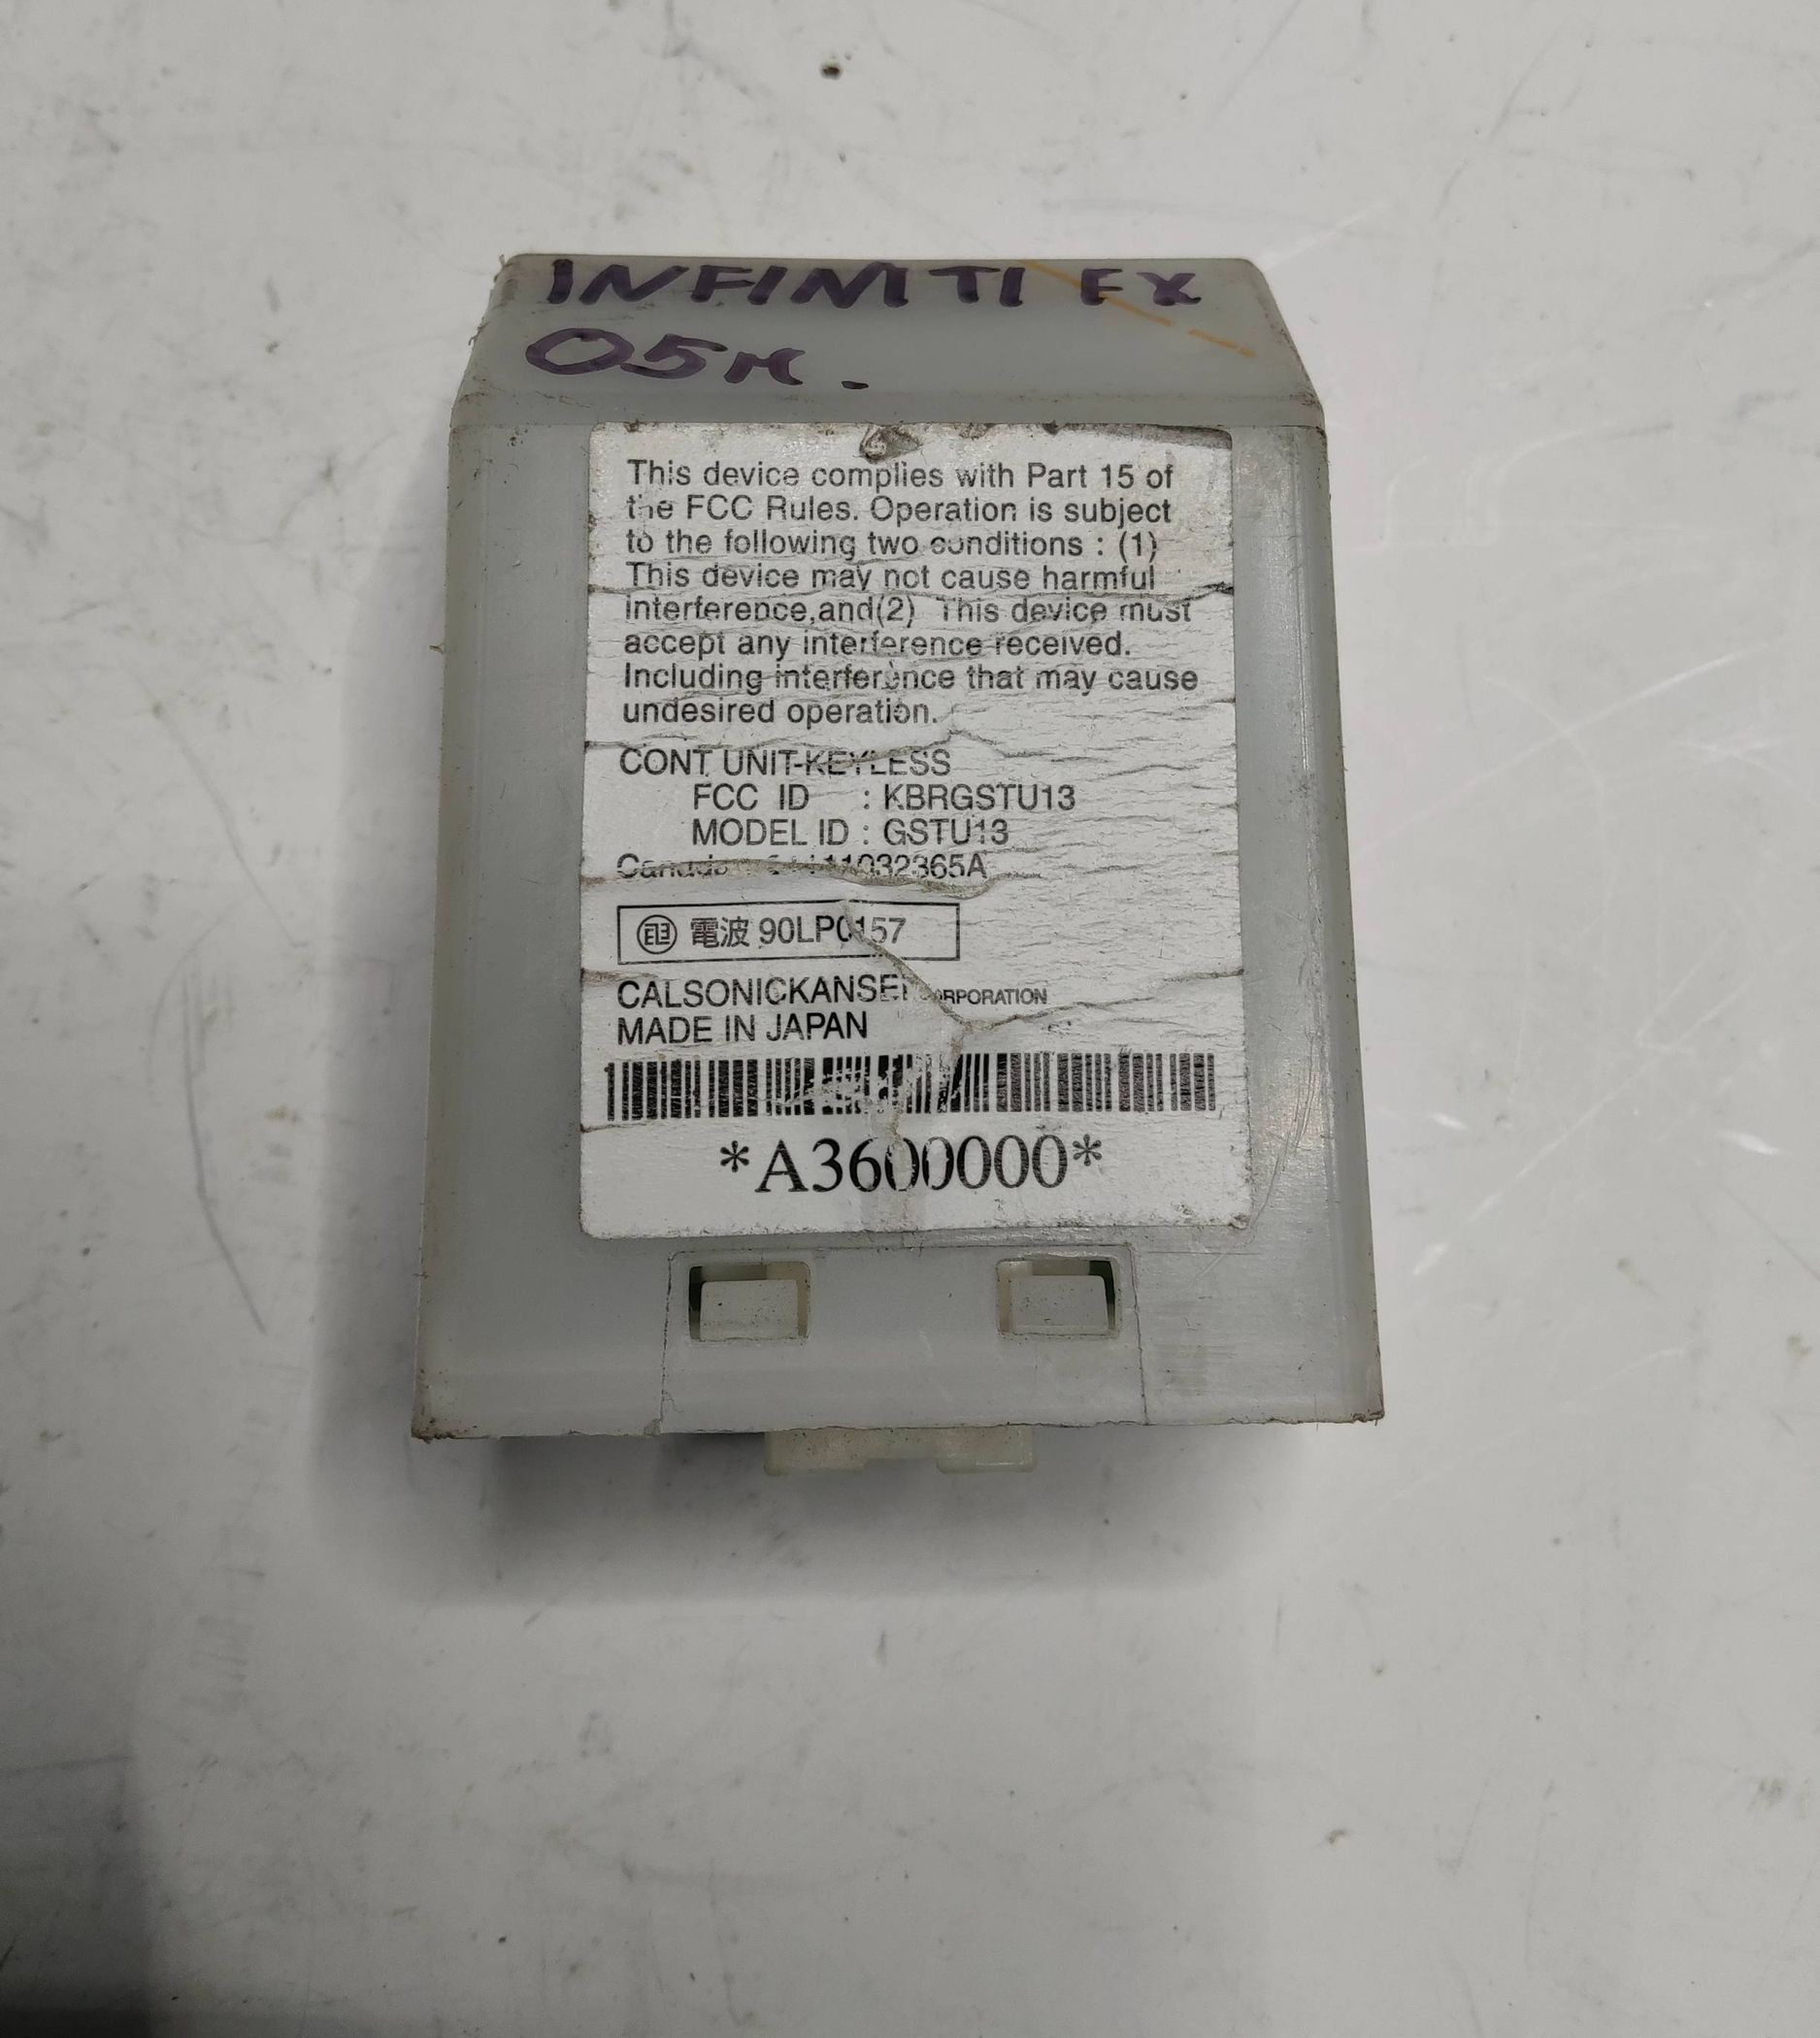 INFINITI FX
05r.
This device complies with Part 15 of
the FCC Rules. Operation is subject
to the following two conditions : (1)
This device may not cause harmful
interference,and(2) This device must
accept any interference received.
Including interference that may cause
undesired operation.
CONT UNIT-KEYLESS
FCC ID : KBRGSTU13
MODEL ID : GSTU13
11032365A
電波 90LP0157
CALSONICKANSEI CORPORATION
MADE IN JAPAN
*A3600000*